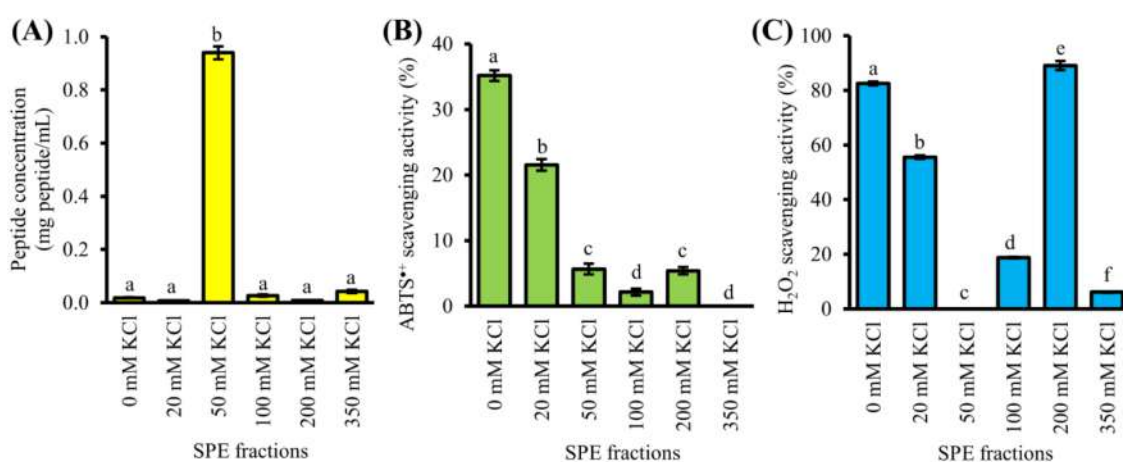 (A)
Peptide concentration
(mg peptide/mL)
1.0
0.8
0.6
0.4
0.2
0.0
a
a
b
a
a
a
0 mM KCl
20 mM KCl
50 mM KCl
100 mM KCl
200 mM KCl
350 mM KCl
SPE fractions
(B)
ABTS•+ scavenging activity (%)
40
30
20
10
0
a
b
c
d
c
d
0 mM KCl
20 mM KCl
50 mM KCl
100 mM KCl
200 mM KCl
350 mM KCl
SPE fractions
(C)
H2O2 scavenging activity (%)
100
80
60
40
20
0
a
b
c
d
e
f
0 mM KCl
20 mM KCl
50 mM KCl
100 mM KCl
200 mM KCl
350 mM KCl
SPE fractions